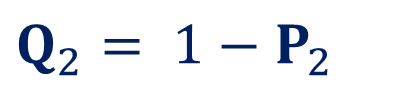 Q₂ = 1 − P₂